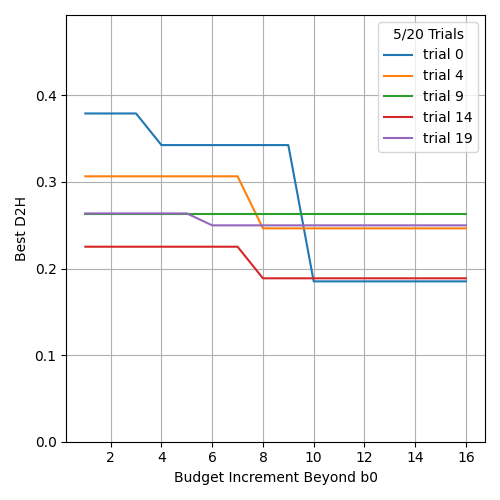 5/20 Trials
trial 0
trial 4
trial 9
trial 14
trial 19
Best D2H
0.4
0.3
0.2
0.1
0.0
2 4 6 8 10 12 14 16
Budget Increment Beyond b0